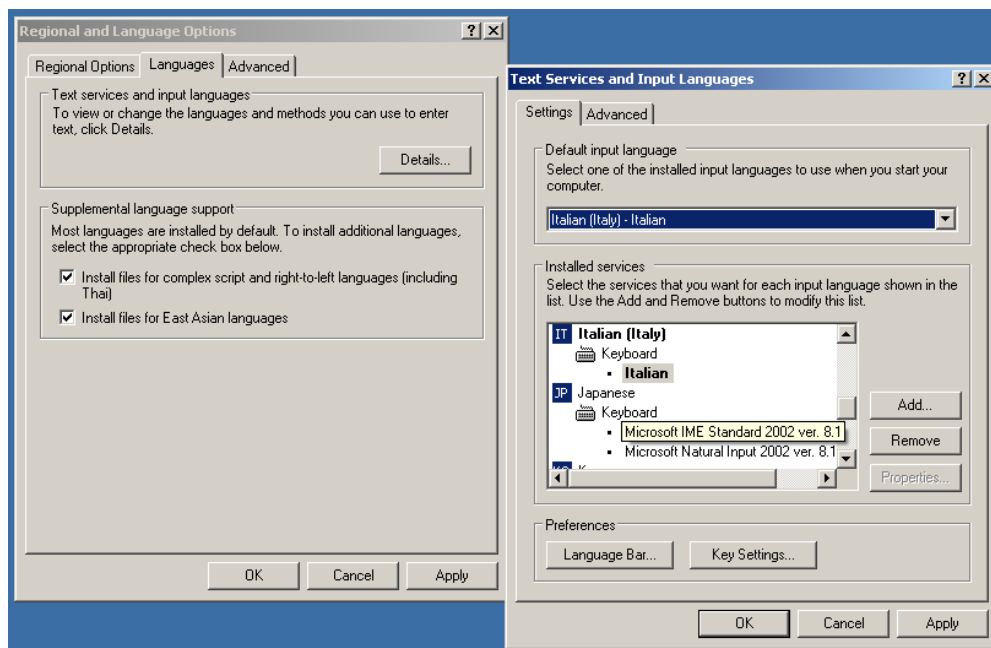 Regional and Language Options
Regional Options Languages Advanced
Text services and input languages
To view or change the languages and methods you can use to enter
text, click Details.
Details...
Supplemental language support
Most languages are installed by default. To install additional languages,
select the appropriate check box below.
Install files for complex script and right-to-left languages (including
Thai)
Install files for East Asian languages
OK Cancel Apply
Text Services and Input Languages
Settings Advanced
Default input language
Select one of the installed input languages to use when you start your
computer.
Italian (Italy) - Italian
Installed services
Select the services that you want for each input language shown in the
list. Use the Add and Remove buttons to modify this list.
IT Italian (Italy)
Keyboard
Italian
JP Japanese
Keyboard
Microsoft IME Standard 2002 ver. 8.1
Microsoft Natural Input 2002 ver. 8.1
Add...
Remove
Properties...
Preferences
Language Bar... Key Settings...
OK Cancel Apply